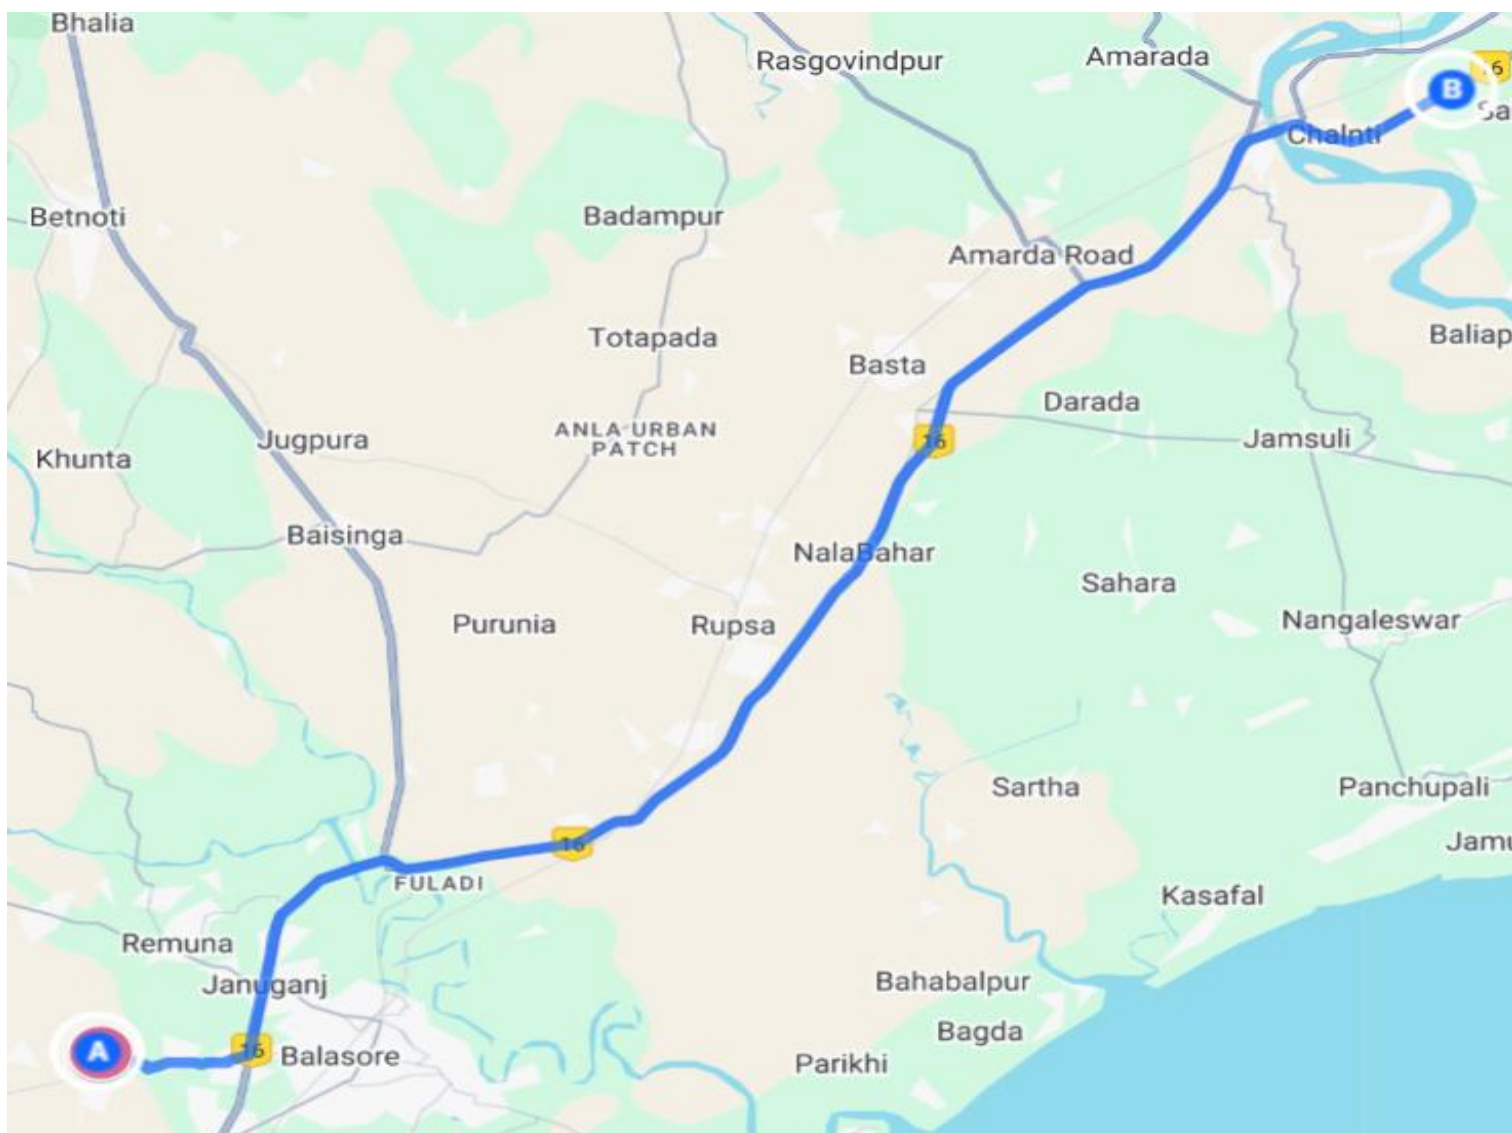 Bhalia
Rasgovindpur
Amarada
16
B
Sa
Chalnti
Betnoti
Badampur
Amarda Road
Totapada
Baliap
Basta
Darada
ANLA URBAN
PATCH
16
Jugpura
Jamsuli
Khunta
Baisinga
NalaBahar
Sahara
Purunia
Rupsa
Nangaleswar
Sartha
Panchupali
16
Jamu
FULADI
Kasafal
Remuna
Januganj
Bahabalpur
Bagda
A
16
Balasore
Parikhi